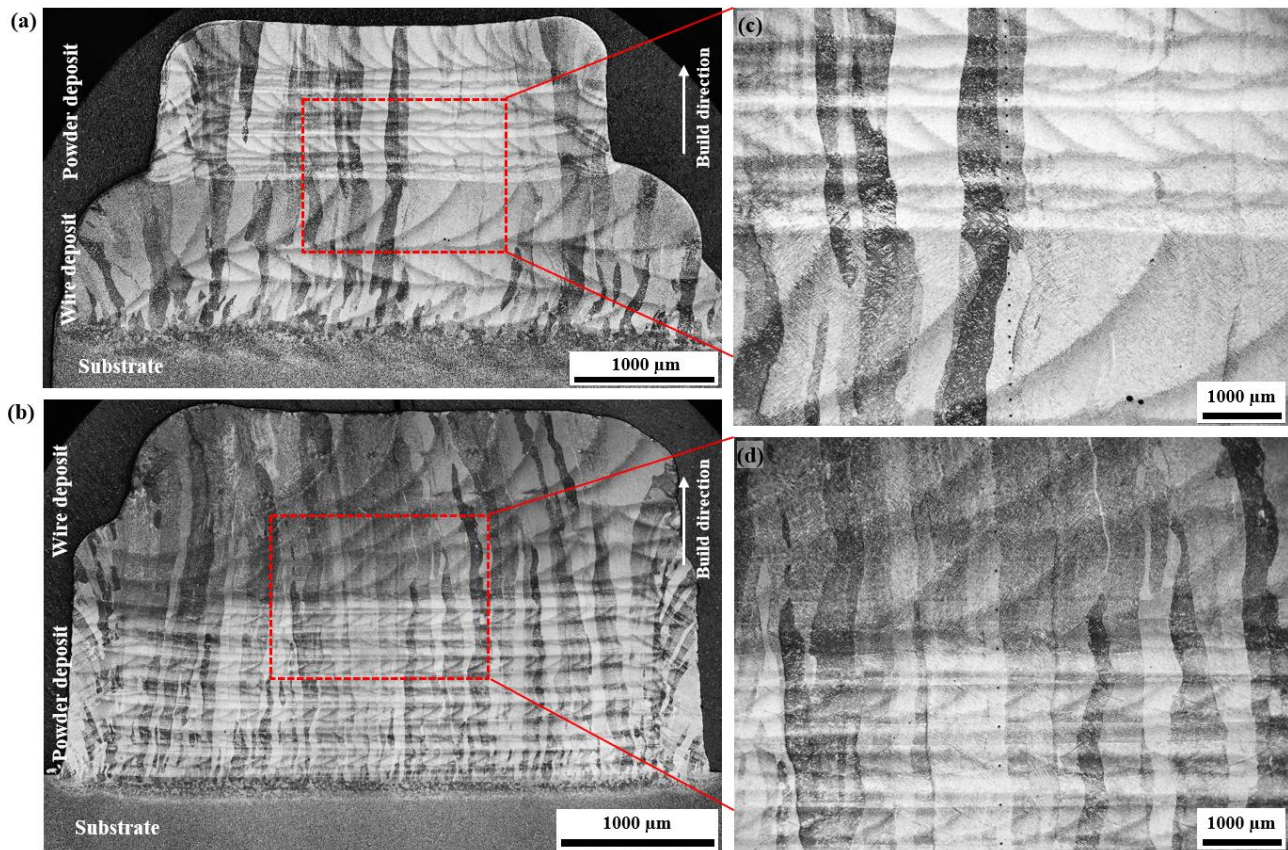 (a)
Powder deposit
Wire deposit
Build direction
Substrate
1000 µm
(c)
1000 µm
(b)
Wire deposit
Powder deposit
Build direction
Substrate
1000 µm
(d)
1000 µm